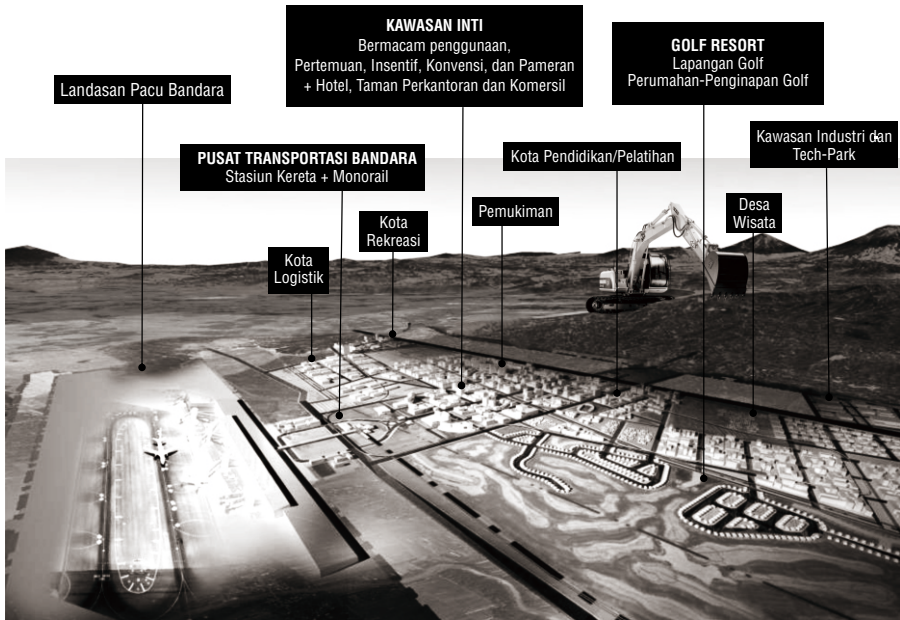 KAWASAN INTI
Bermacam penggunaan,
Pertemuan, Insentif, Konvensi, dan Pameran
+ Hotel, Taman Perkantoran dan Komersil
GOLF RESORT
Lapangan Golf
Perumahan-Penginapan Golf
Landasan Pacu Bandara
Kawasan Industri dan
Tech-Park
PUSAT TRANSPORTASI BANDARA
Stasiun Kereta + Monorail
Kota Pendidikan/Pelatihan
Desa
Wisata
Pemukiman
Kota
Rekreasi
Kota
Logistik